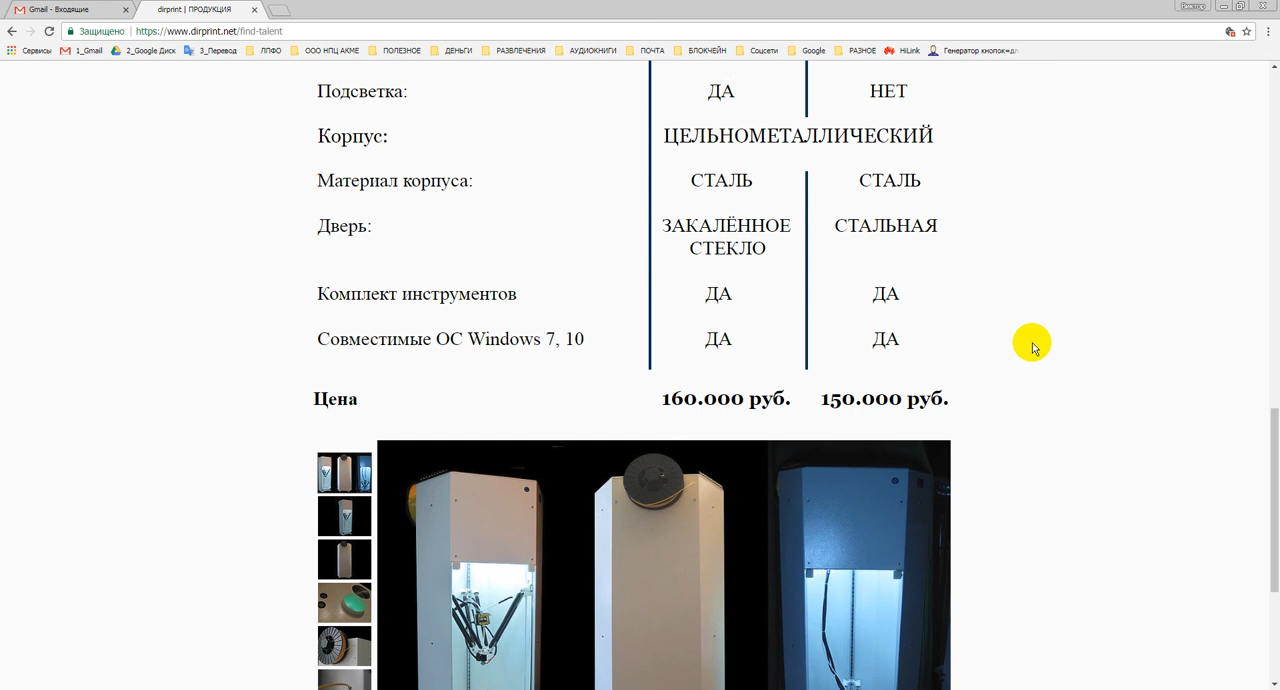 Gmail - Входящие
dirprint | ПРОДУКЦИЯ
Виктор
Защищено
https://www.dirprint.net/find-talent
Сервисы 1_Gmail 2_Google Диск 3_Перевод ЛПФО ООО НПЦ АКМЕ ПОЛЕЗНОЕ ДЕНЬГИ РАЗВЛЕЧЕНИЯ АУДИОКНИГИ ПОЧТА БЛОКЧЕЙН Соцсети Google РАЗНОЕ HiLink Генератор кнопок=д
Подсветка: ДА НЕТ
Корпус: ЦЕЛЬНОМЕТАЛЛИЧЕСКИЙ
Материал корпуса: СТАЛЬ СТАЛЬ
Дверь: ЗАКАЛЁННОЕ СТАЛЬНАЯ
СТЕКЛО
Комплект инструментов ДА ДА
Совместимые ОС Windows 7, 10 ДА ДА
Цена 160.000 руб. 150.000 руб.